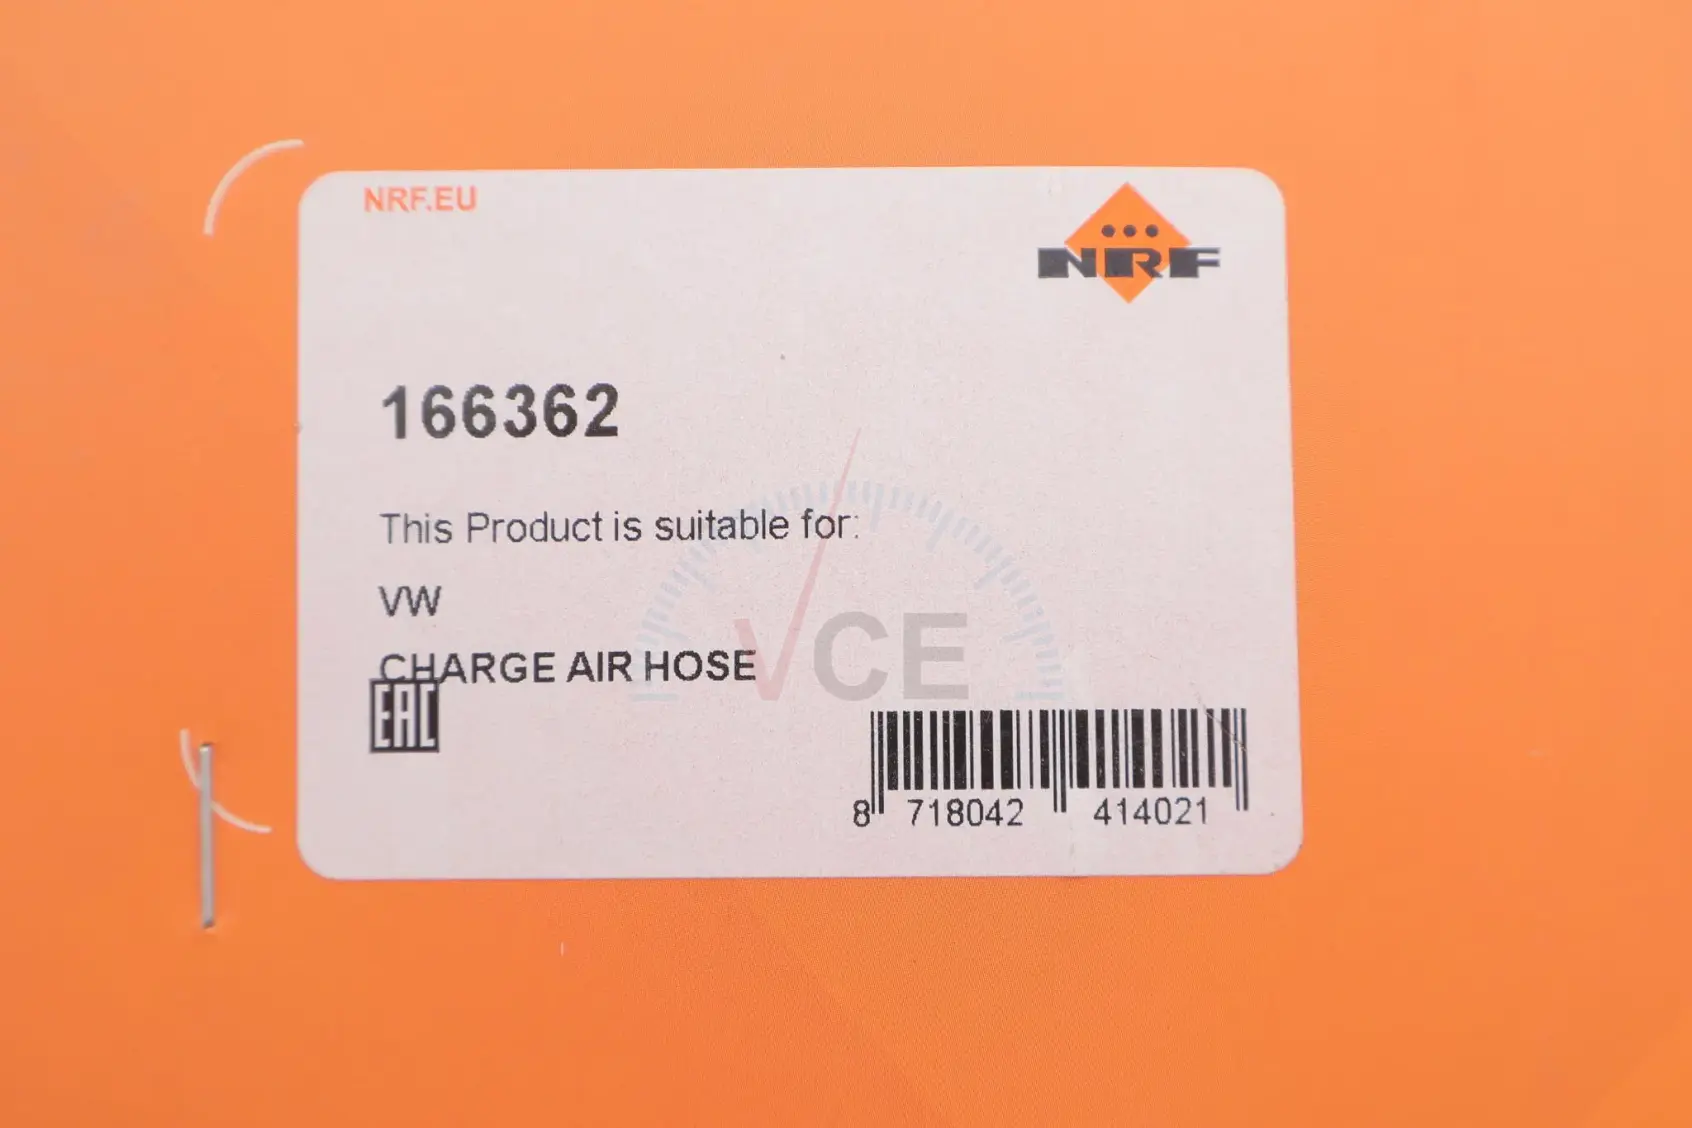 NRF.EU
NRF
166362
This Product is suitable for:
VW
VCE
CHARGE AIR HOSE
EAC
8 718042 414021